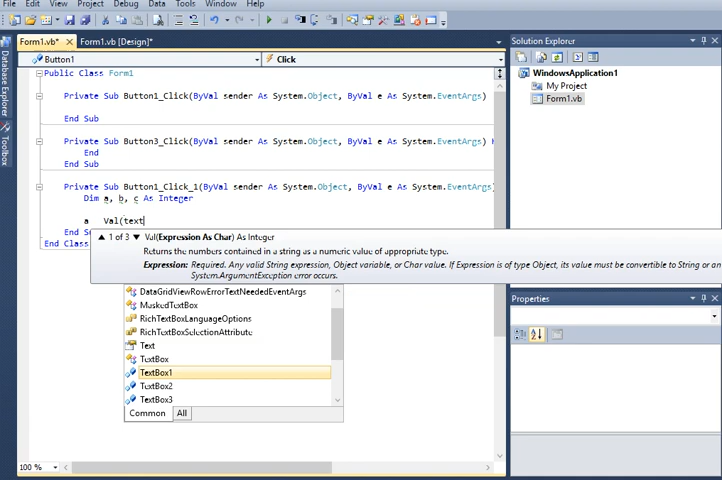 File Edit View Project Build Debug Data Tools Window Help
Form1.vb* × Form1.vb [Design]*
Button1
Click
Public Class Form1
Private Sub Button1_Click(ByVal sender As System.Object, ByVal e As System.EventArgs)
End Sub
Private Sub Button3_Click(ByVal sender As System.Object, ByVal e As System.EventArgs)
End
End Sub
Private Sub Button1_Click_1(ByVal sender As System.Object, ByVal e As System.EventArgs)
Dim a, b, c As Integer
a Val(text
End Su
End Class
▲ 1 of 3 ▼ Val(Expression As Char) As Integer
Returns the numbers contained in a string as a numeric value of appropriate type.
Expression: Required. Any valid String expression, Object variable, or Char value. If Expression is of type Object, its value must be convertible to String or an
System.ArgumentException error occurs.
DataGridViewRowErrorTextNeededEventArgs
MaskedTextBox
RichTextBoxLanguageOptions
RichTextBoxSelectionAttribute
Text
TextBox
TextBox1
TextBox2
TextBox3
Common All
100 %
Database Explorer
Toolbox
Solution Explorer
WindowsApplication1
My Project
Form1.vb
Properties